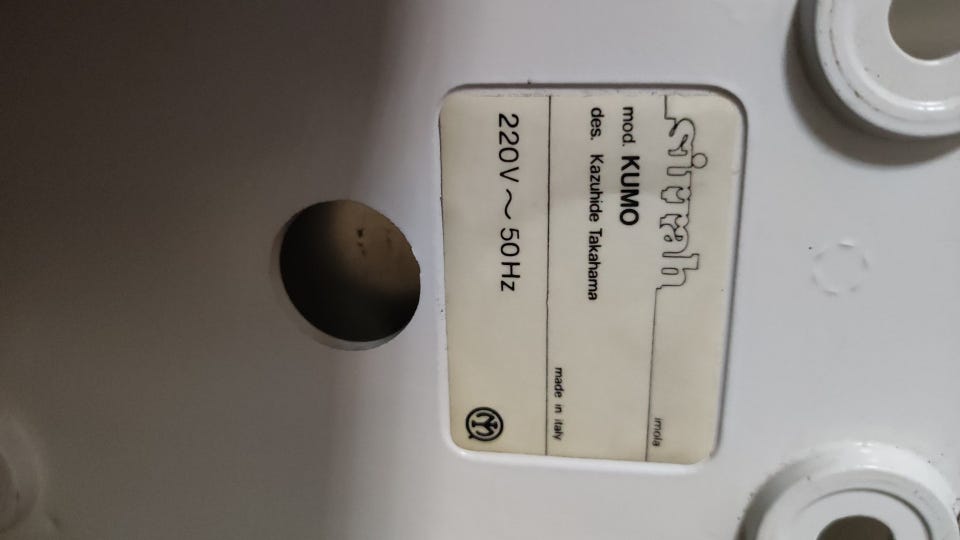 sirrah
imola
mod. KUMO
des. Kazuhide Takahama
made in italy
220V ~ 50Hz